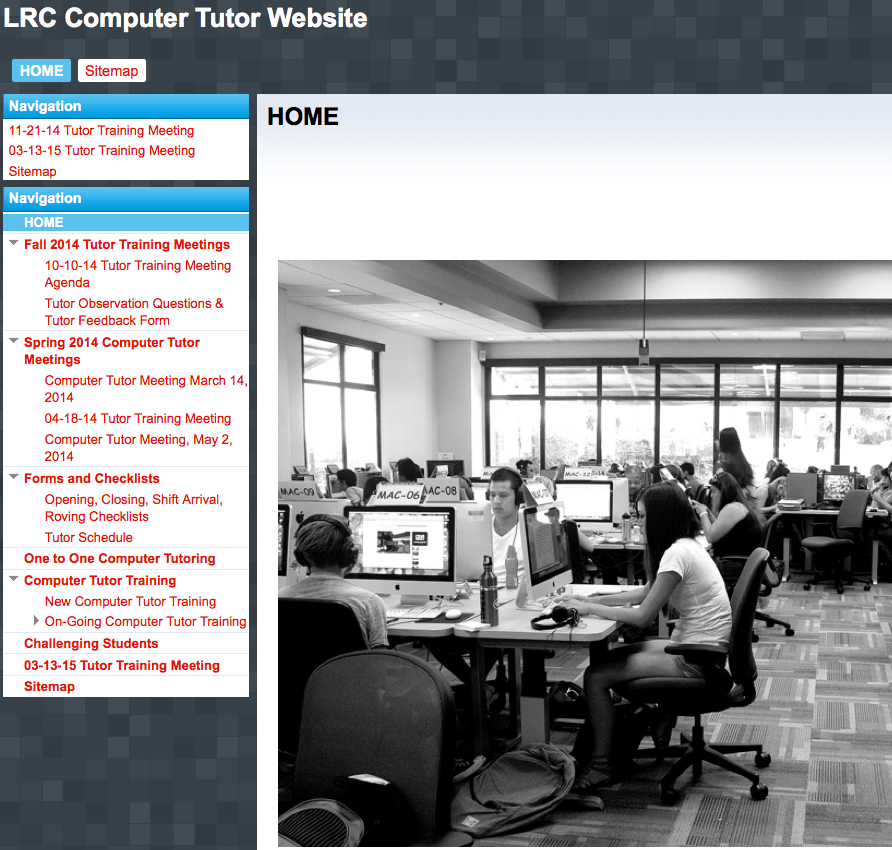 LRC Computer Tutor Website
HOME
Sitemap
Navigation
11-21-14 Tutor Training Meeting
03-13-15 Tutor Training Meeting
Sitemap
Navigation
HOME
Fall 2014 Tutor Training Meetings
10-10-14 Tutor Training Meeting
Agenda
Tutor Observation Questions &
Tutor Feedback Form
Spring 2014 Computer Tutor
Meetings
Computer Tutor Meeting March 14,
2014
04-18-14 Tutor Training Meeting
Computer Tutor Meeting, May 2,
2014
Forms and Checklists
Opening, Closing, Shift Arrival,
Roving Checklists
Tutor Schedule
One to One Computer Tutoring
Computer Tutor Training
New Computer Tutor Training
On-Going Computer Tutor Training
Challenging Students
03-13-15 Tutor Training Meeting
Sitemap
HOME
MAC-09
MAC-06
MAC-08
MAC-12